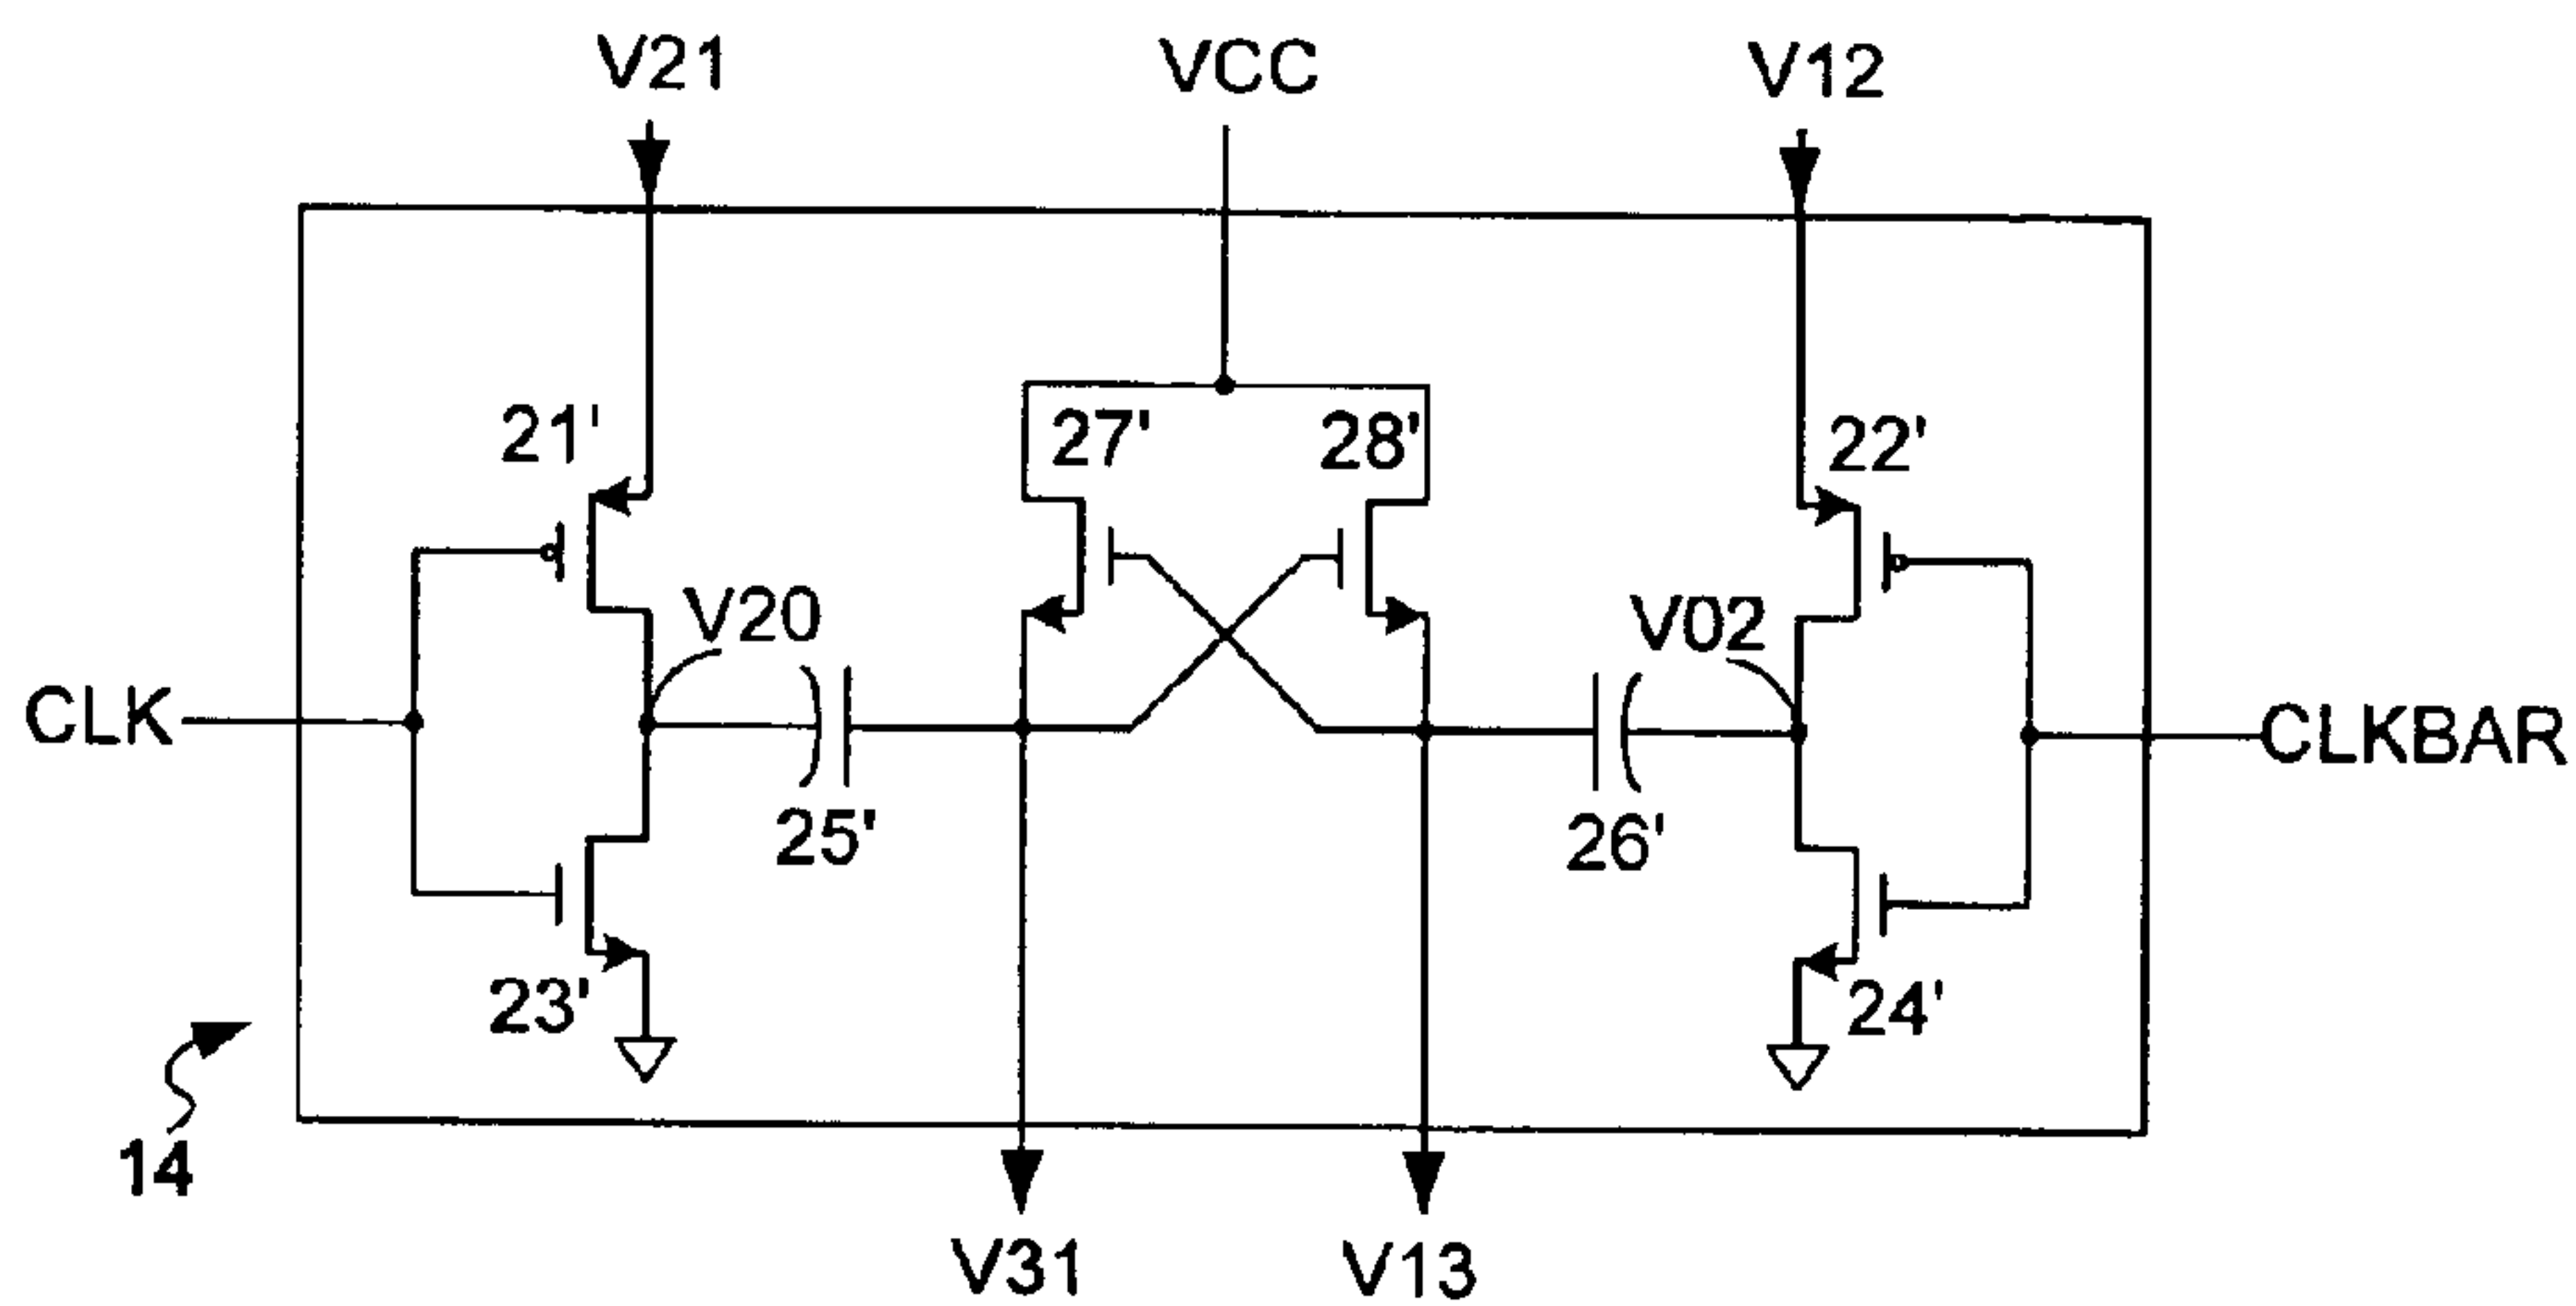 V21
VCC
V12
21'
27'
28'
22'
V20
V02
CLK
CLKBAR
25'
26'
23'
24'
14
V31
V13